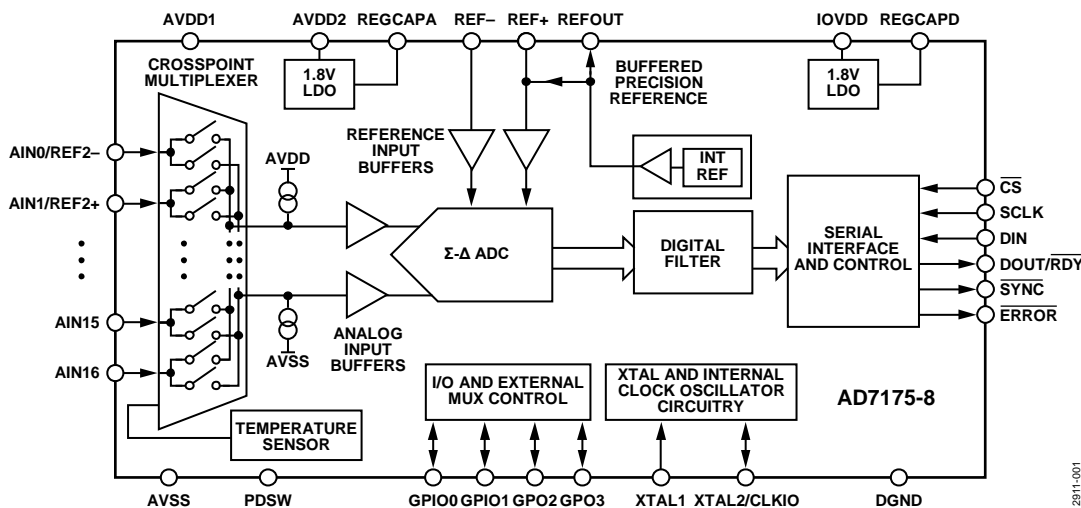 AVDD1
AVDD2
REGCAPA
REF–
REF+
REFOUT
IOVDD
REGCAPD
CROSSPOINT
MULTIPLEXER
1.8V
LDO
BUFFERED
PRECISION
REFERENCE
1.8V
LDO
REFERENCE
INPUT
BUFFERS
INT
REF
AIN0/REF2–
AIN1/REF2+
AVDD
Σ-Δ ADC
DIGITAL
FILTER
SERIAL
INTERFACE
AND CONTROL
CS
SCLK
DIN
DOUT/RDY
SYNC
ERROR
AIN15
AIN16
AVSS
ANALOG
INPUT
BUFFERS
I/O AND EXTERNAL
MUX CONTROL
XTAL AND INTERNAL
CLOCK OSCILLATOR
CIRCUITRY
AD7175-8
TEMPERATURE
SENSOR
AVSS
PDSW
GPIO0
GPIO1
GPO2
GPO3
XTAL1
XTAL2/CLKIO
DGND
2911-001